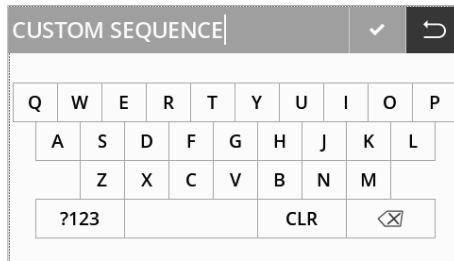 CUSTOM SEQUENCE
Q W E R T Y U I O P
A S D F G H J K L
Z X C V B N M
?123 CLR